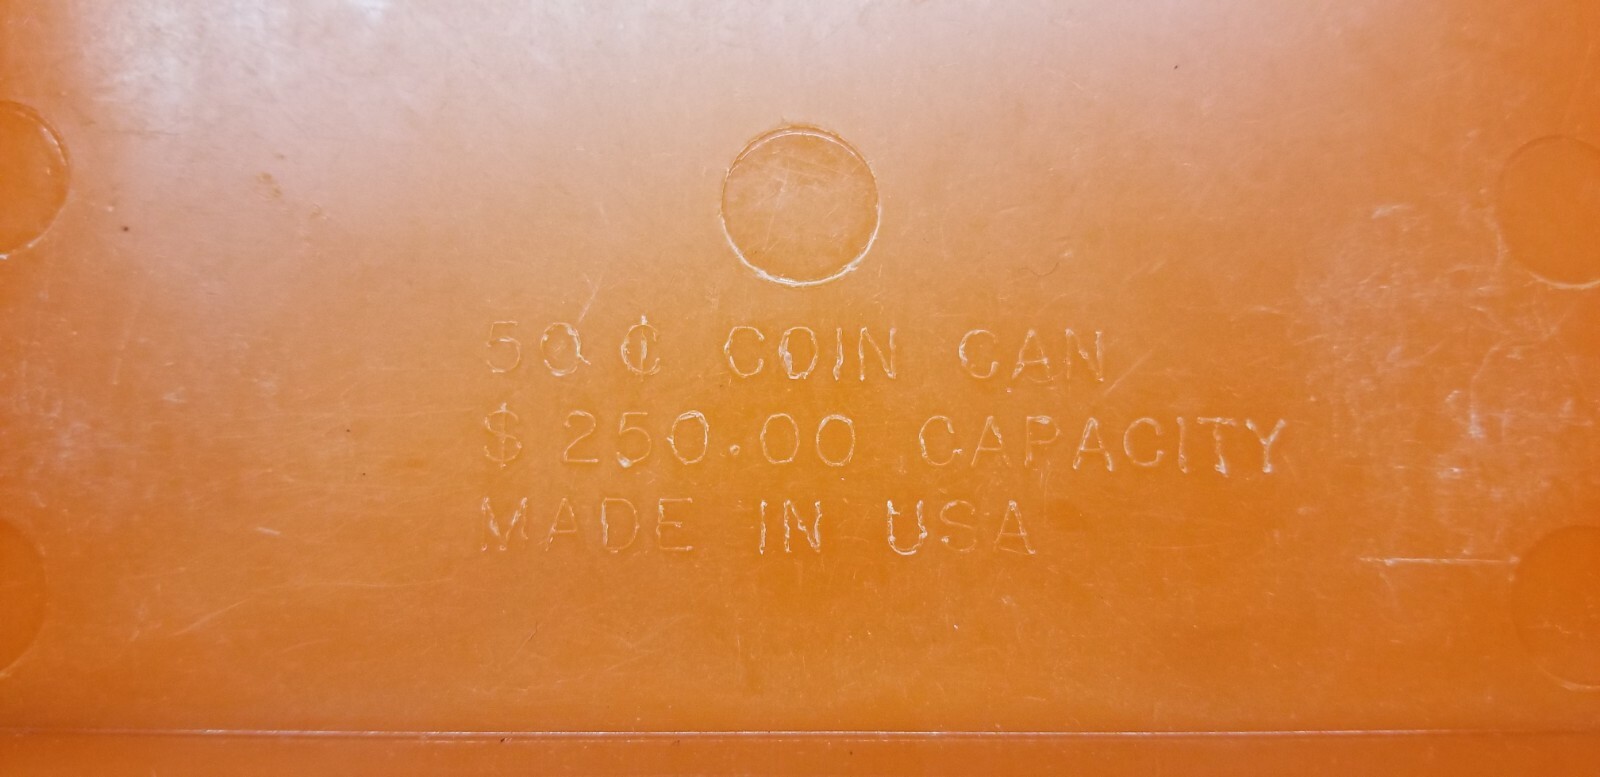 50 ¢ COIN CAN
$ 250.00 CAPACITY
MADE IN USA